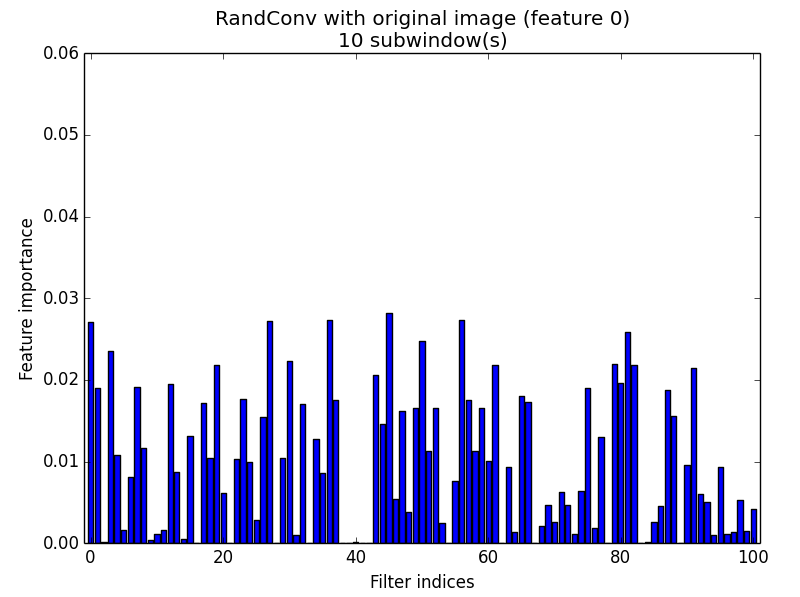 RandConv with original image (feature 0)
10 subwindow(s)
0.06
0.05
0.04
0.03
0.02
0.01
0.00
Feature importance
0 20 40 60 80 100
Filter indices